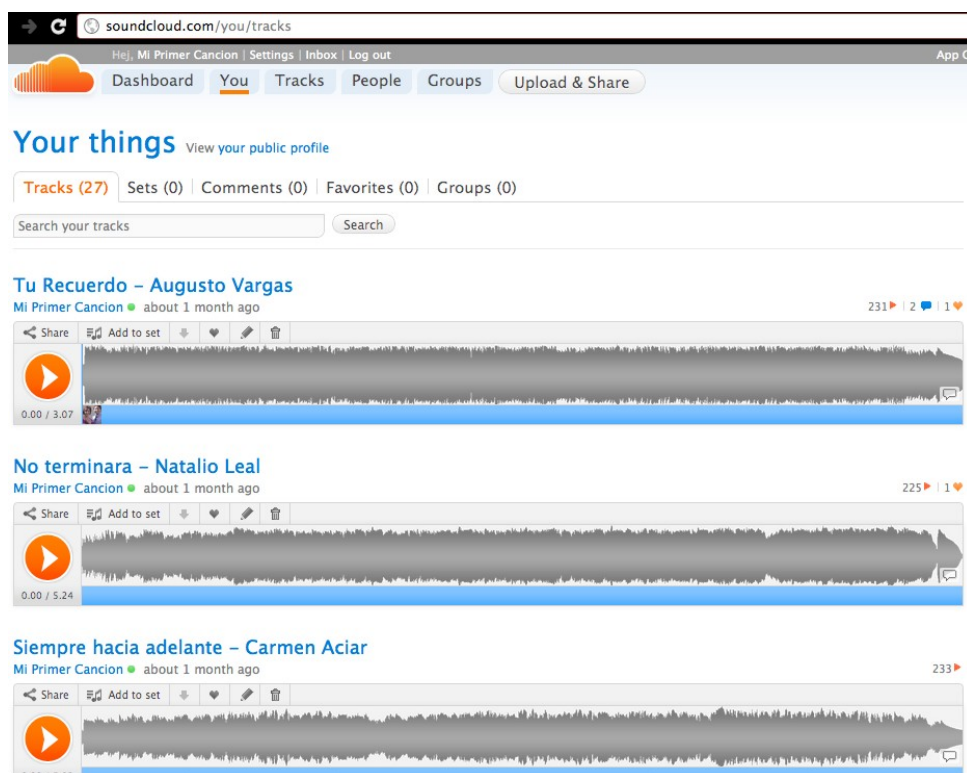 soundcloud.com/you/tracks
Hej, Mi Primer Cancion | Settings | Inbox | Log out
App
Dashboard You Tracks People Groups Upload & Share
Your things View your public profile
Tracks (27) Sets (0) Comments (0) Favorites (0) Groups (0)
Search your tracks Search
Tu Recuerdo – Augusto Vargas
Mi Primer Cancion about 1 month ago 231 | 2 | 1
Share Add to set
0.00 / 3.07
No terminara – Natalio Leal
Mi Primer Cancion about 1 month ago 225 | 1
Share Add to set
0.00 / 5.24
Siempre hacia adelante – Carmen Aciar
Mi Primer Cancion about 1 month ago 233
Share Add to set